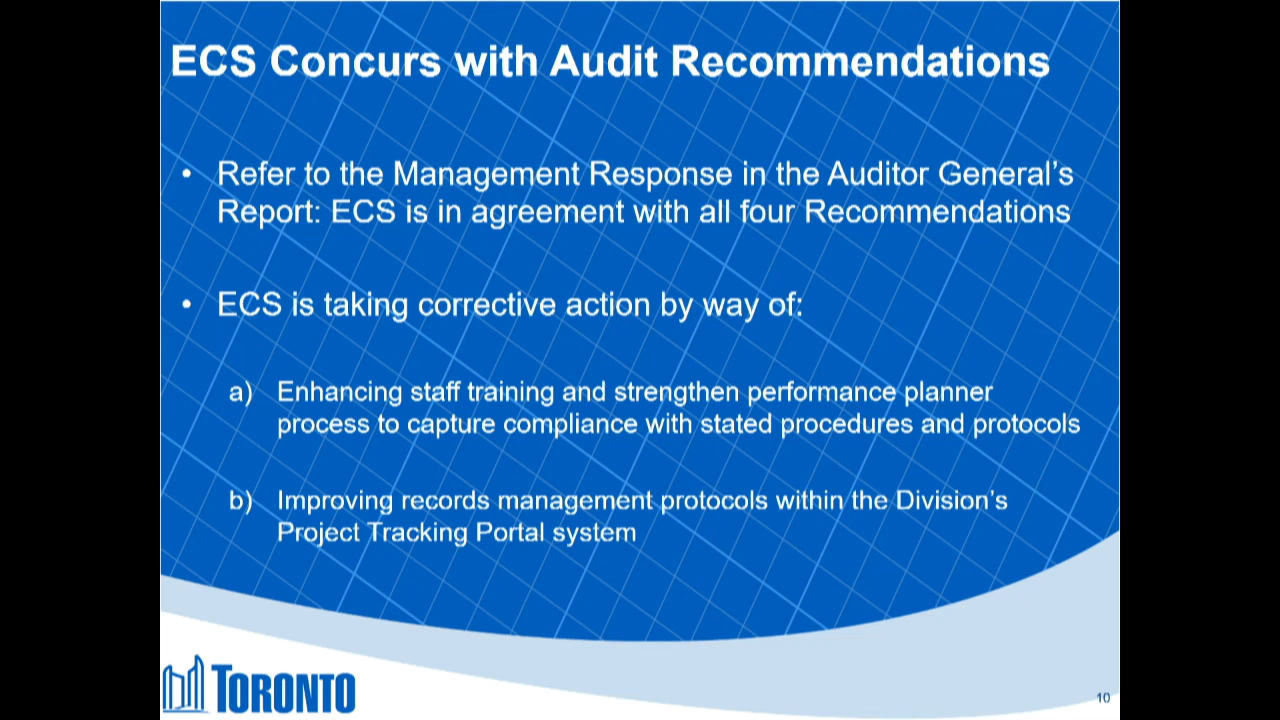 ECS Concurs with Audit Recommendations
• Refer to the Management Response in the Auditor General’s
Report: ECS is in agreement with all four Recommendations
• ECS is taking corrective action by way of:
a) Enhancing staff training and strengthen performance planner
process to capture compliance with stated procedures and protocols
b) Improving records management protocols within the Division’s
Project Tracking Portal system
TORONTO
10